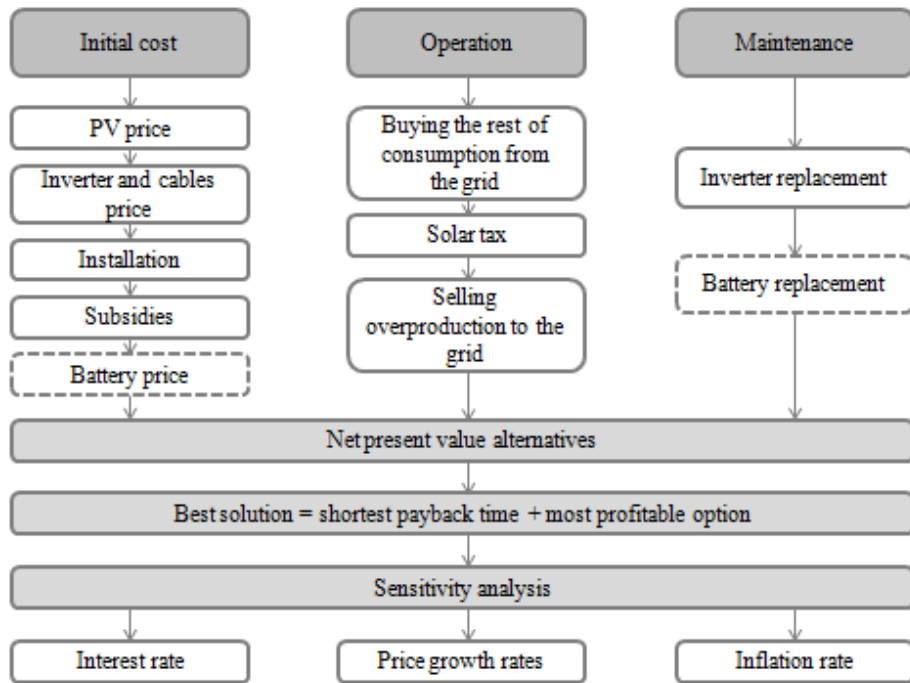 Initial cost
Operation
Maintenance
PV price
Inverter and cables
price
Installation
Subsidies
Battery price
Buying the rest of
consumption from
the grid
Solar tax
Selling
overproduction to the
grid
Inverter replacement
Battery replacement
Net present value alternatives
Best solution = shortest payback time + most profitable option
Sensitivity analysis
Interest rate
Price growth rates
Inflation rate